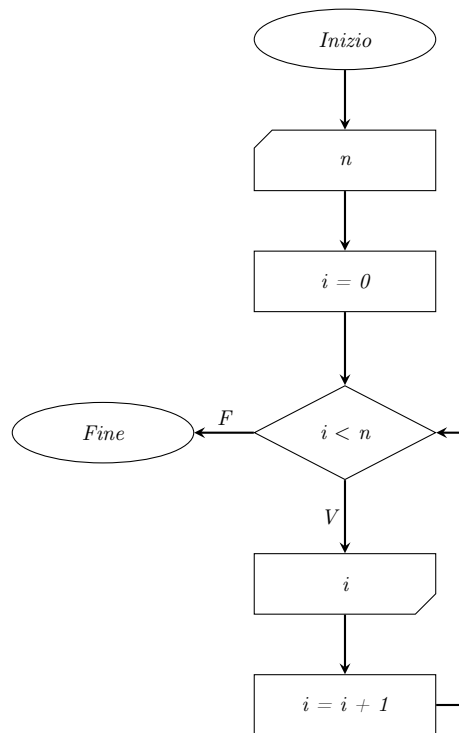 Inizio
n
i = 0
i < n
F
Fine
V
i
i = i + 1